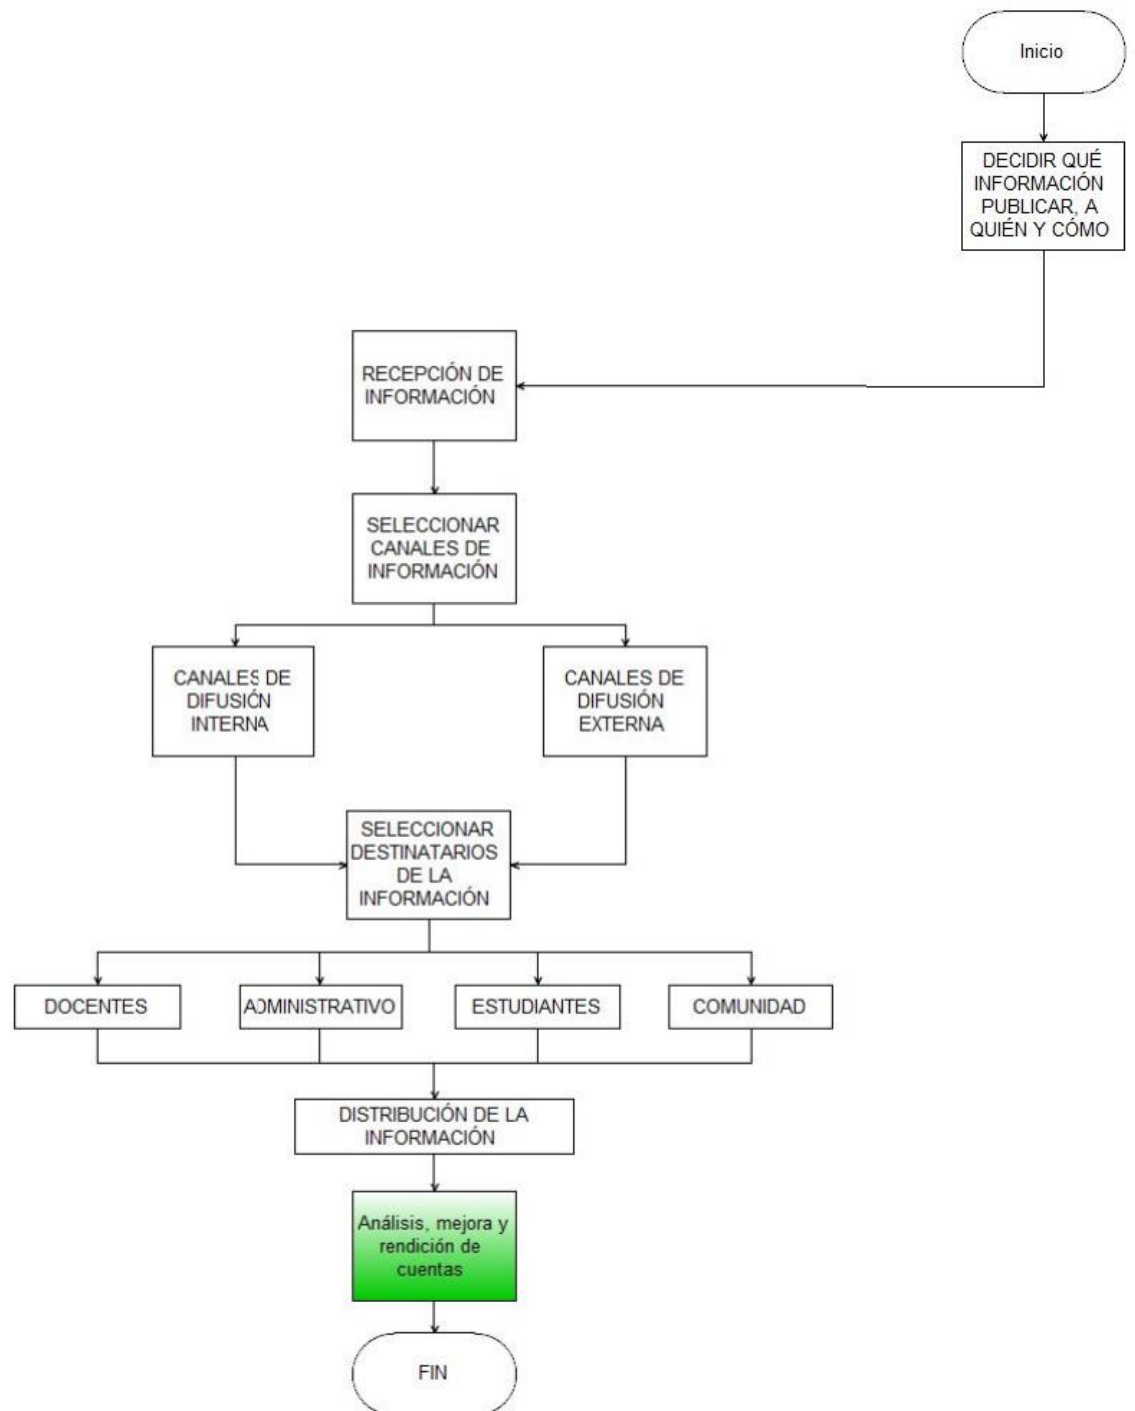 Inicio
DECIDIR QUÉ
INFORMACIÓN
PUBLICAR, A
QUIÉN Y CÓMO
RECEPCIÓN DE
INFORMACIÓN
SELECCIONAR
CANALES DE
INFORMACIÓN
CANALES DE
DIFUSIÓN
INTERNA
CANALES DE
DIFUSIÓN
EXTERNA
SELECCIONAR
DESTINATARIOS
DE LA
INFORMACIÓN
DOCENTES
ADMINISTRATIVO
ESTUDIANTES
COMUNIDAD
DISTRIBUCIÓN DE LA
INFORMACIÓN
Análisis, mejora y
rendición de
cuentas
FIN